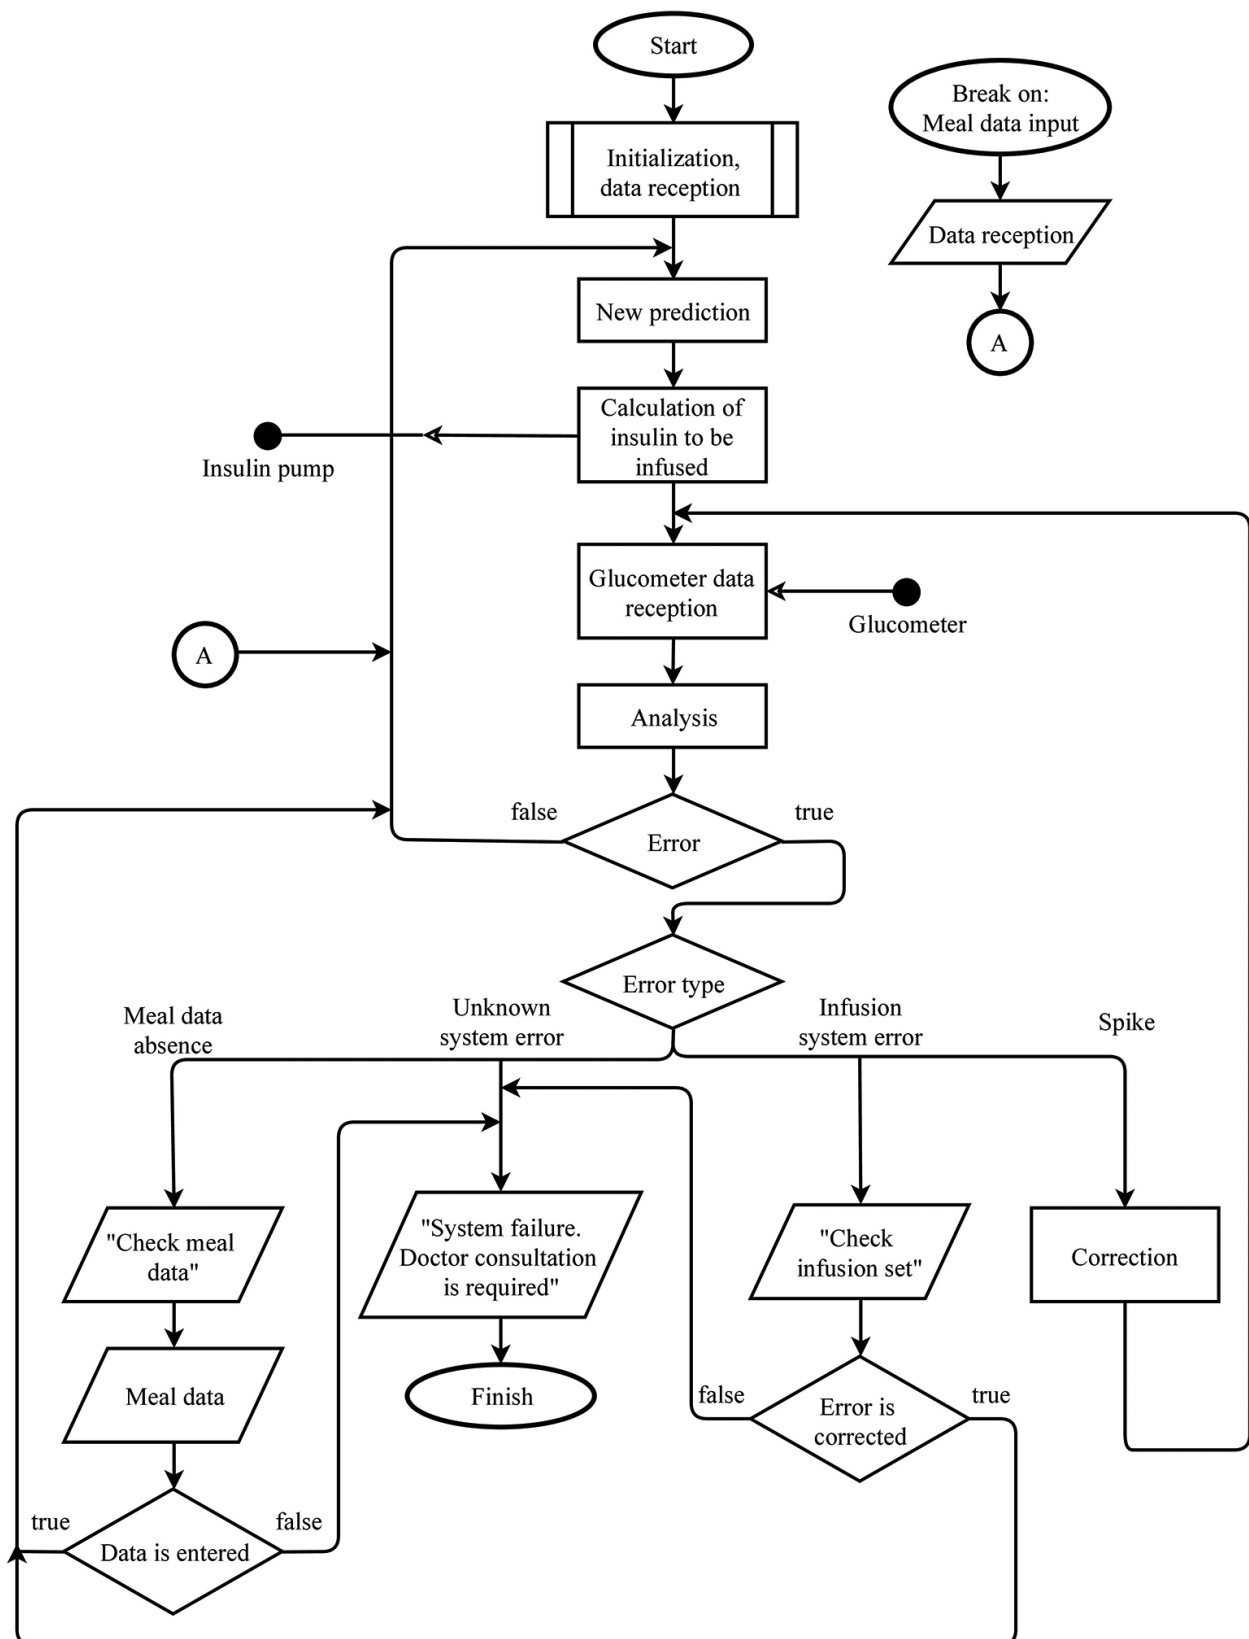 Start
Break on:
Meal data input
Initialization,
data reception
Data reception
New prediction
A
Calculation of
insulin to be
infused
Insulin pump
Glucometer data
reception
Glucometer
A
Analysis
false
true
Error
Error type
Meal data
absence
Unknown
system error
Infusion
system error
Spike
"Check meal
data"
"System failure.
Doctor consultation
is required"
"Check
infusion set"
Correction
Meal data
Finish
false
Error is
corrected
true
true
Data is entered
false